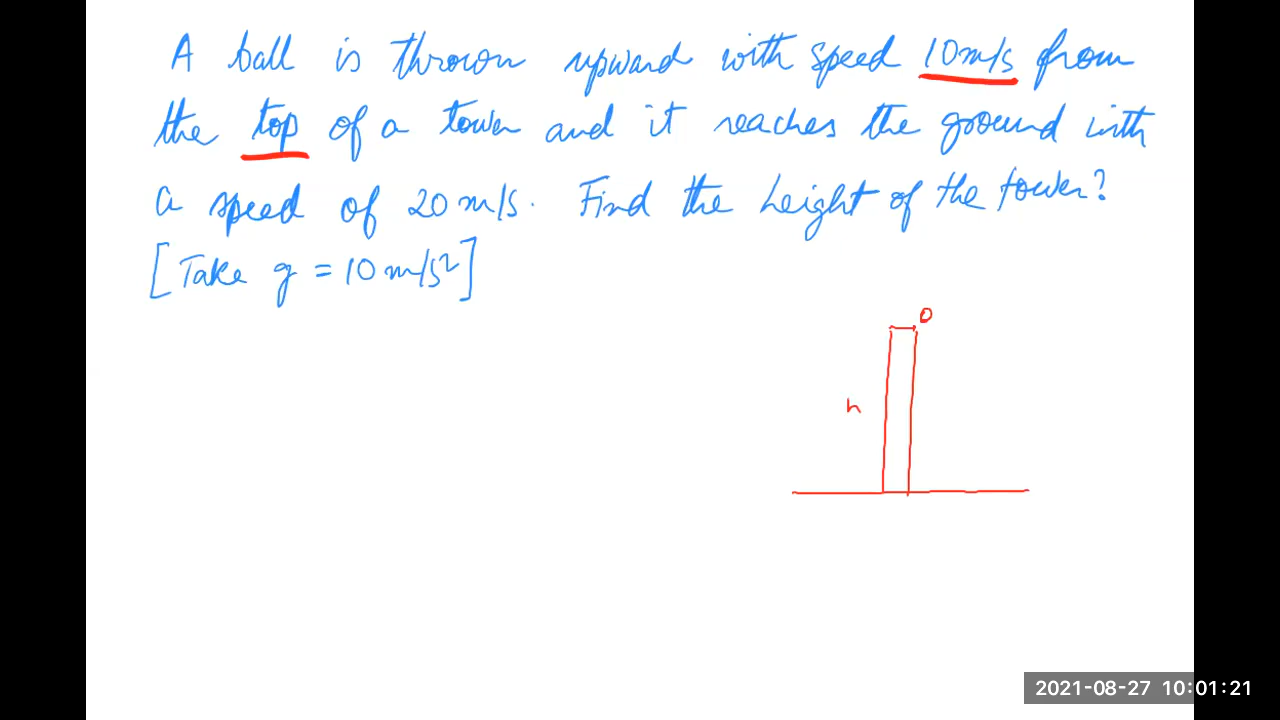 A ball is thrown upward with speed 10m/s from
the top of a tower and it reaches the ground with
a speed of 20 m/s. Find the height of the tower?
[Take g = 10 m/s²]
O
h
2021-08-27 10:01:21